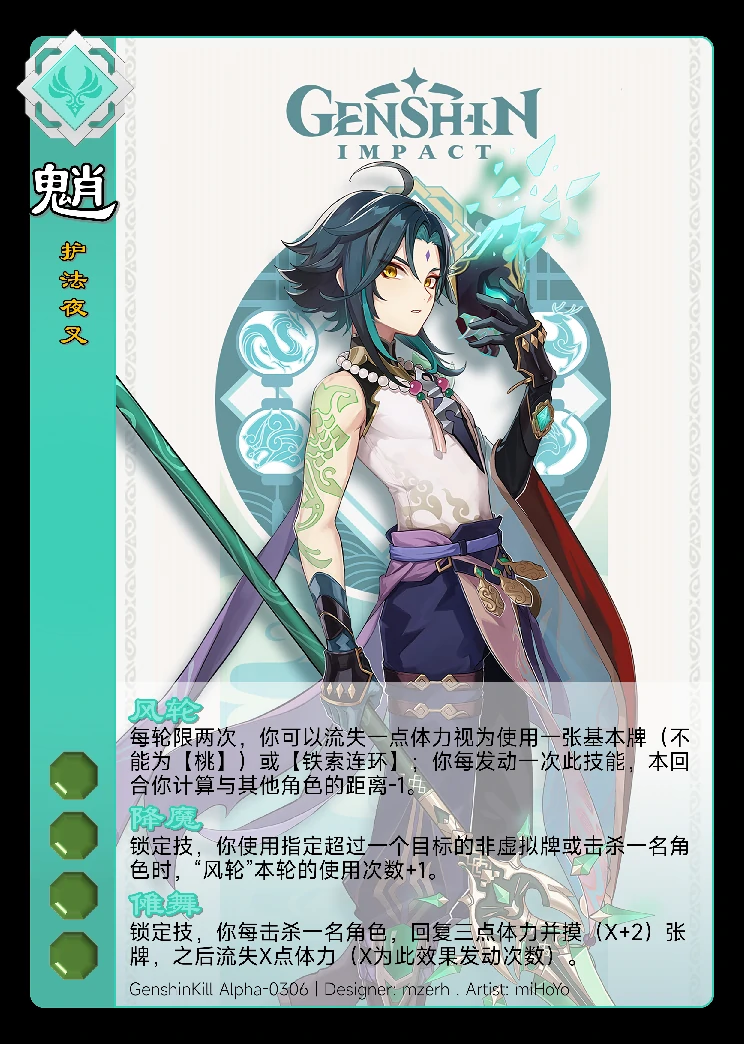 GENSHIN
IMPACT
魈
护法夜叉
风轮
每轮限两次，你可以流失一点体力视为使用一张基本牌（不
能为【桃】）或【铁索连环】；你每发动一次此技能，本回
合你计算与其他角色的距离-1。
降魔
锁定技，你使用指定超过一个目标的非虚拟牌或击杀一名角
色时，“风轮”本轮的使用次数+1。
傩舞
锁定技，你每击杀一名角色，回复三点体力并摸（X+2）张
牌，之后流失X点体力（X为此效果发动次数）。
GenshinKill Alpha-0306 | Designer: mzerh . Artist: miHoYo